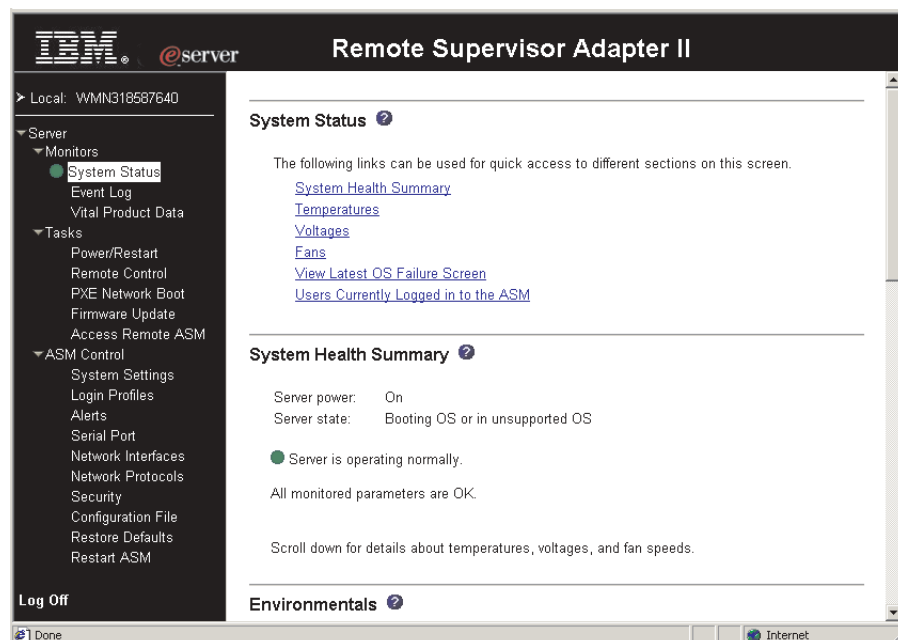 IBM. ® @server
Remote Supervisor Adapter II
Local: WMN318587640
Server
Monitors
System Status
Event Log
Vital Product Data
Tasks
Power/Restart
Remote Control
PXE Network Boot
Firmware Update
Access Remote ASM
ASM Control
System Settings
Login Profiles
Alerts
Serial Port
Network Interfaces
Network Protocols
Security
Configuration File
Restore Defaults
Restart ASM
Log Off
System Status ?
The following links can be used for quick access to different sections on this screen.
System Health Summary
Temperatures
Voltages
Fans
View Latest OS Failure Screen
Users Currently Logged in to the ASM
System Health Summary ?
Server power: On
Server state: Booting OS or in unsupported OS
Server is operating normally.
All monitored parameters are OK.
Scroll down for details about temperatures, voltages, and fan speeds.
Environmentals ?
Done
Internet